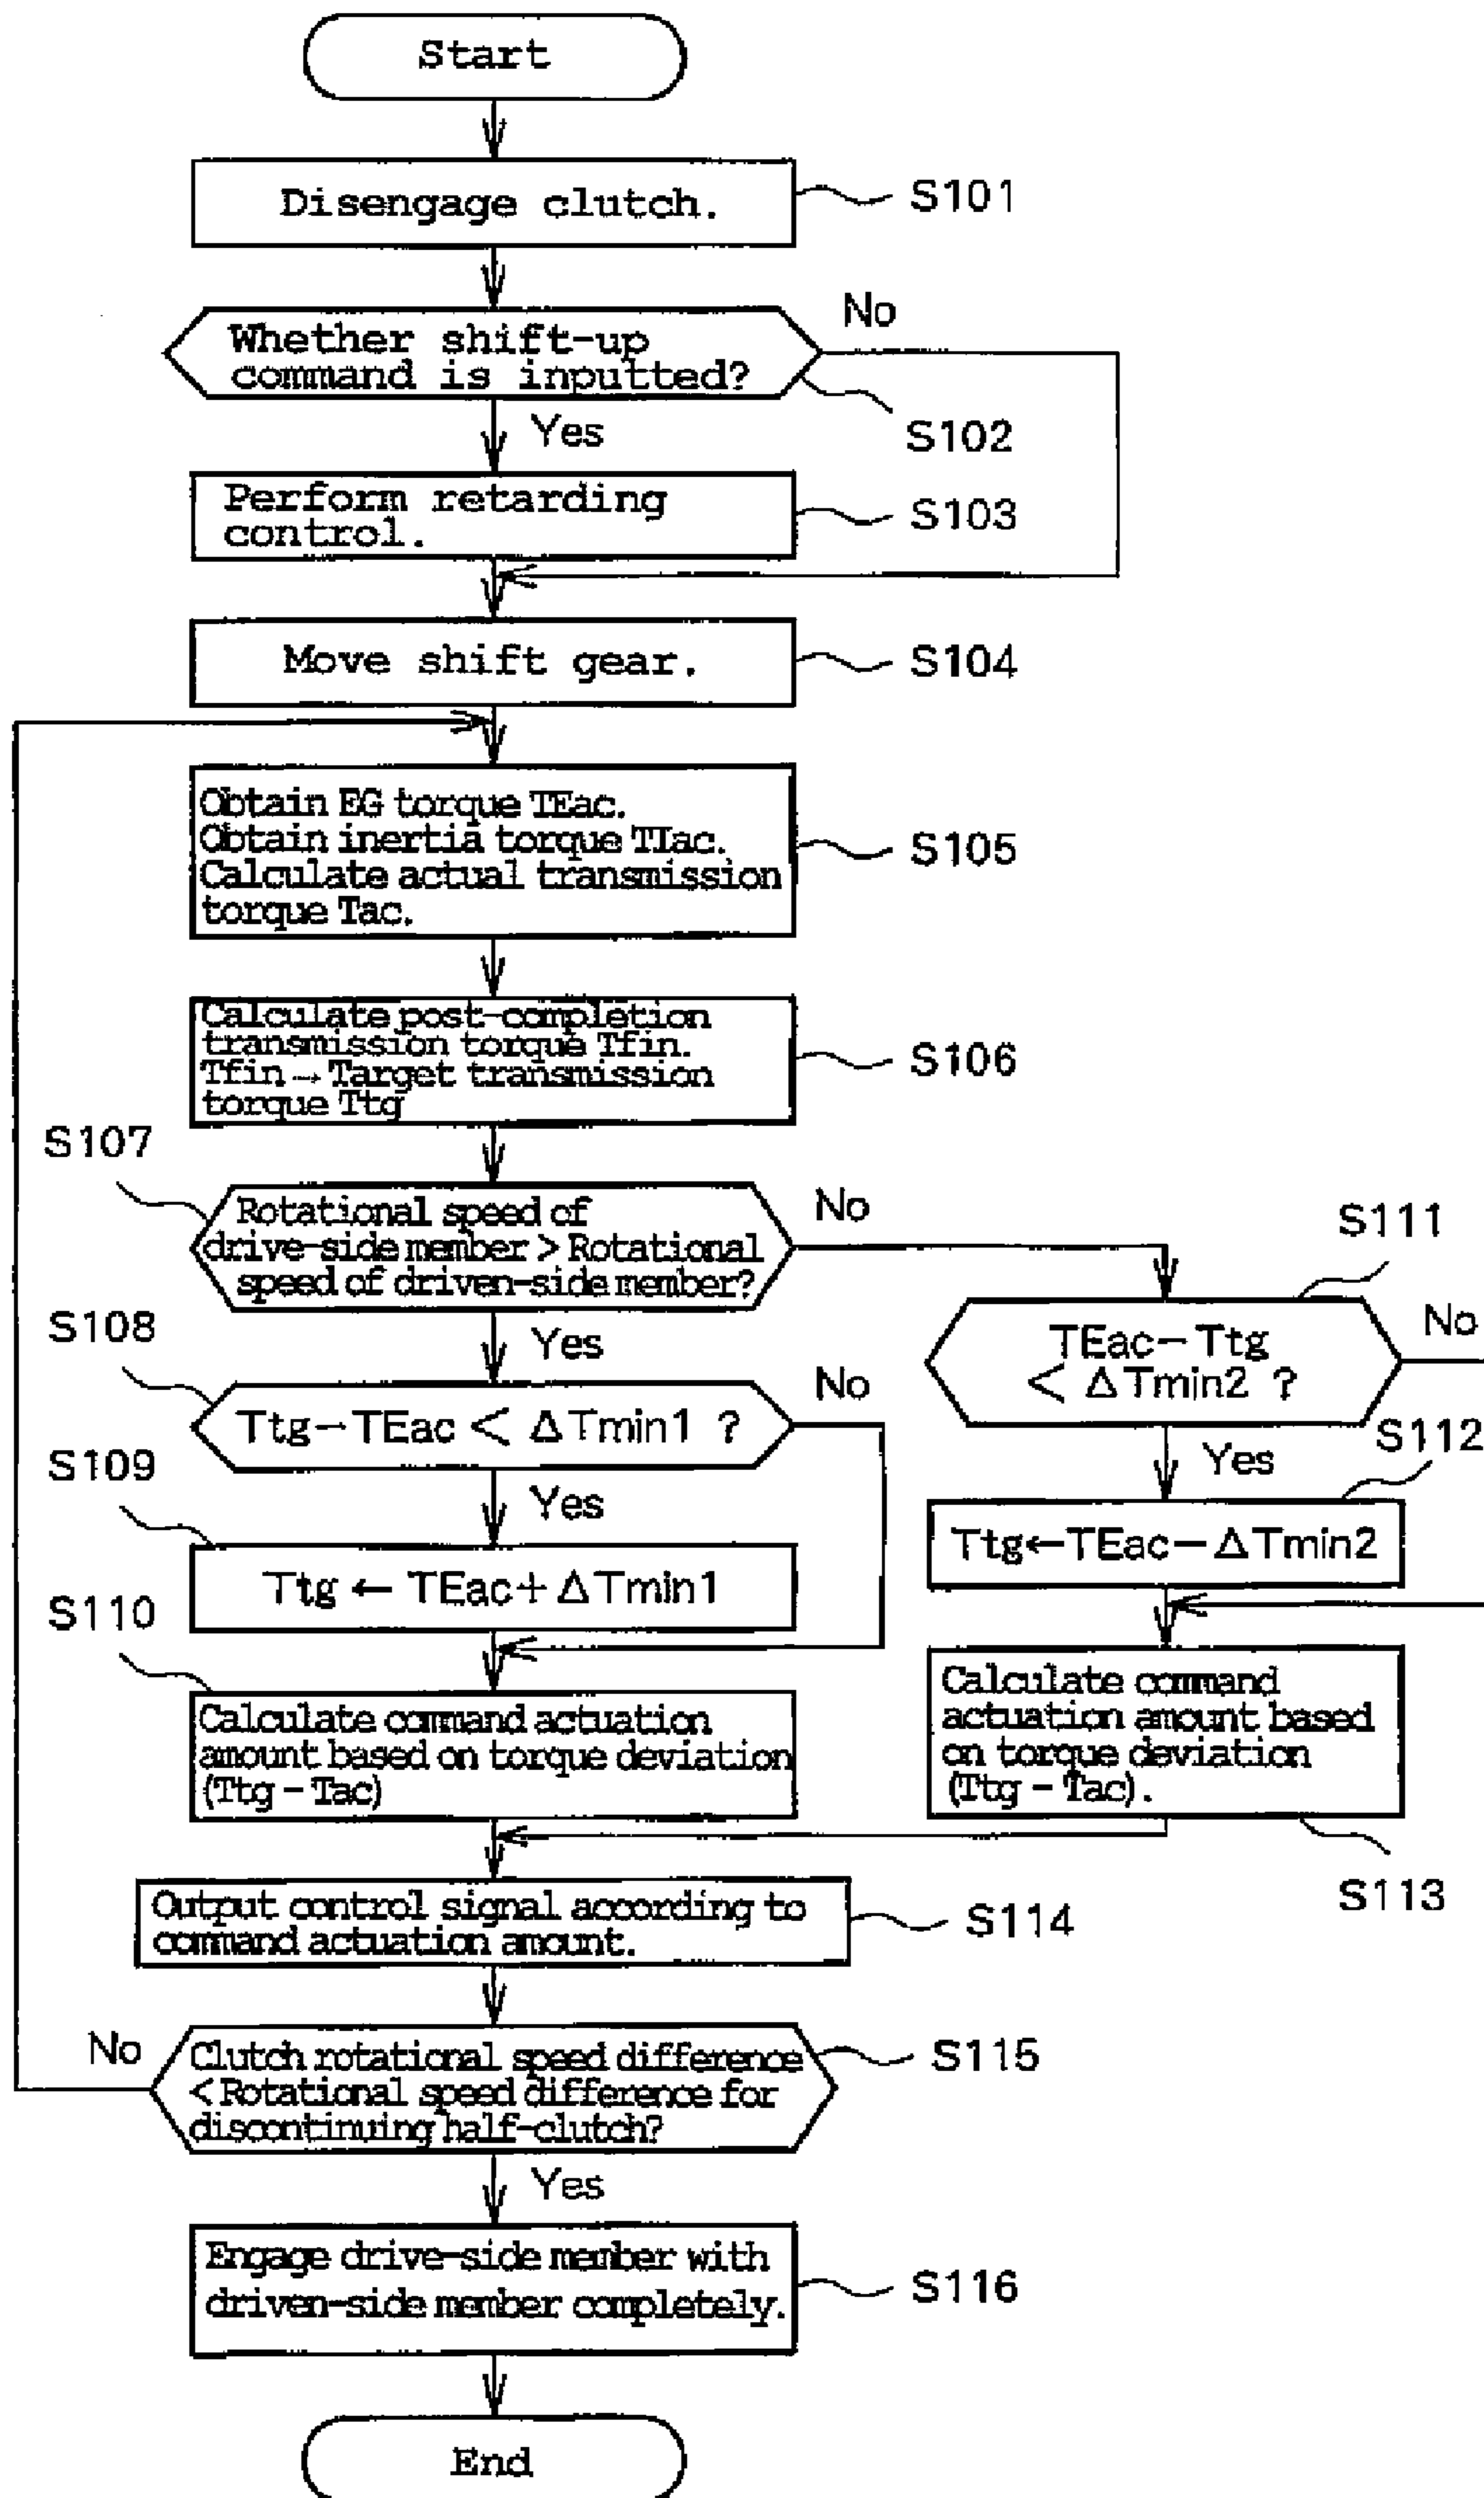 Start
Disengage clutch.
S101
Whether shift-up
command is inputted?
No
S102
Yes
Perform retarding
control.
S103
Move shift gear.
S104
Obtain EG torque TEac.
Obtain inertia torque TIac.
Calculate actual transmission
torque Tac.
S105
Calculate post-completion
transmission torque Tfin.
Tfin→Target transmission
torque Ttg
S106
S107
Rotational speed of
drive-side member > Rotational
speed of driven-side member?
No
Yes
S108
Ttg-TEac < ΔTmin1 ?
No
Yes
S109
Ttg ← TEac+ΔTmin1
S110
Calculate command actuation
amount based on torque deviation
(Ttg - Tac)
S111
TEac-Ttg
< ΔTmin2 ?
No
Yes
S112
Ttg←TEac-ΔTmin2
Calculate command
actuation amount based
on torque deviation
(Ttg - Tac).
S113
Output control signal according to
command actuation amount.
S114
Clutch rotational speed difference
<Rotational speed difference for
discontinuing half-clutch?
S115
No
Yes
Engage drive-side member with
driven-side member completely.
S116
End